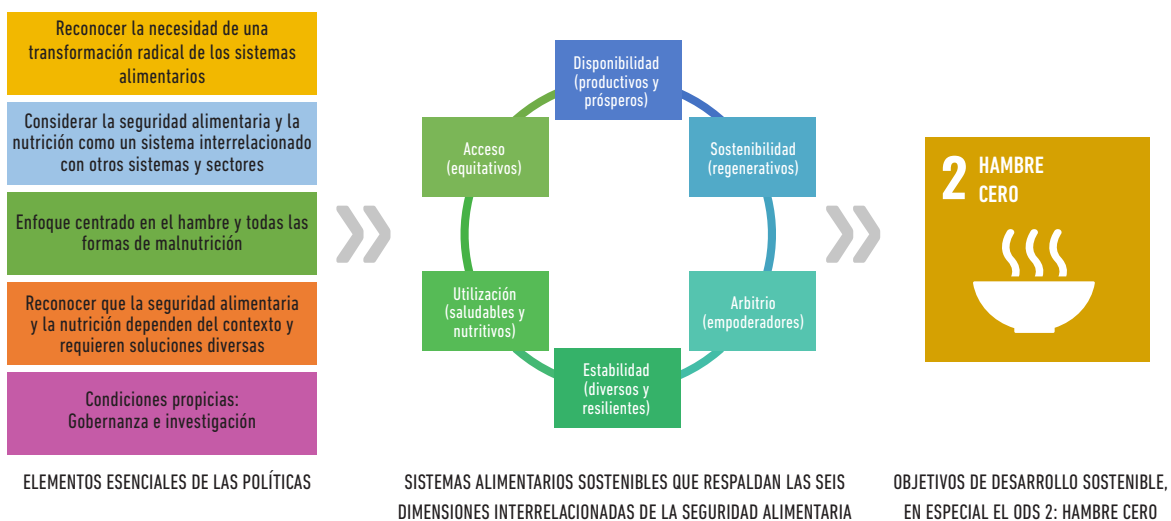 Reconocer la necesidad de una
transformación radical de los sistemas
alimentarios
Considerar la seguridad alimentaria y la
nutrición como un sistema interrelacionado
con otros sistemas y sectores
Enfoque centrado en el hambre y todas las
formas de malnutrición
Reconocer que la seguridad alimentaria
y la nutrición dependen del contexto y
requieren soluciones diversas
Condiciones propicias:
Gobernanza e investigación
ELEMENTOS ESENCIALES DE LAS POLÍTICAS
Disponibilidad
(productivos y
prósperos)
Sostenibilidad
(regenerativos)
Arbitrio
(empoderadores)
Estabilidad
(diversos y
resilientes)
Utilización
(saludables y
nutritivos)
Acceso
(equitativos)
SISTEMAS ALIMENTARIOS SOSTENIBLES QUE RESPALDAN LAS SEIS
DIMENSIONES INTERRELACIONADAS DE LA SEGURIDAD ALIMENTARIA
2 HAMBRE
CERO
OBJETIVOS DE DESARROLLO SOSTENIBLE,
EN ESPECIAL EL ODS 2: HAMBRE CERO